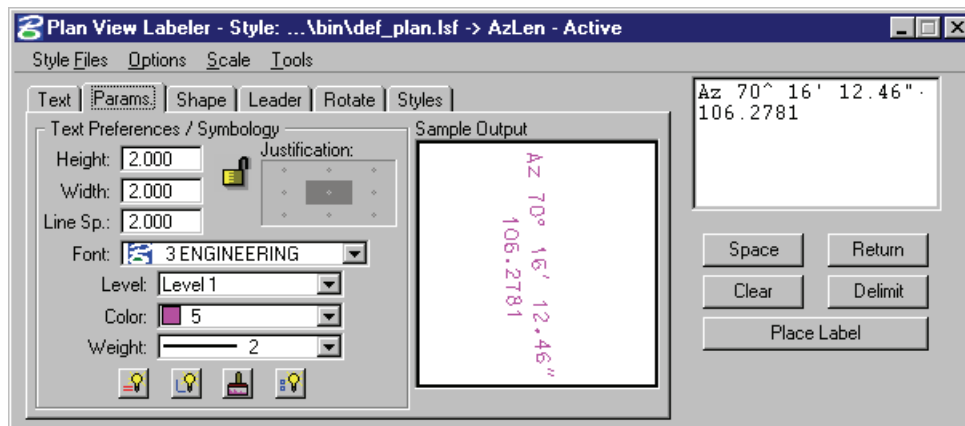 Plan View Labeler - Style: ...\bin\def_plan.lsf -> AzLen - Active
Style Files Options Scale Tools
Text Params. Shape Leader Rotate Styles
Text Preferences / Symbology
Height: 2.000
Width: 2.000
Line Sp.: 2.000
Justification:
Font: 3 ENGINEERING
Level: Level 1
Color: 5
Weight: 2
Sample Output
Az 70° 16' 12.46"
106.2781
Az 70^ 16' 12.46"·
106.2781
Space Return
Clear Delimit
Place Label